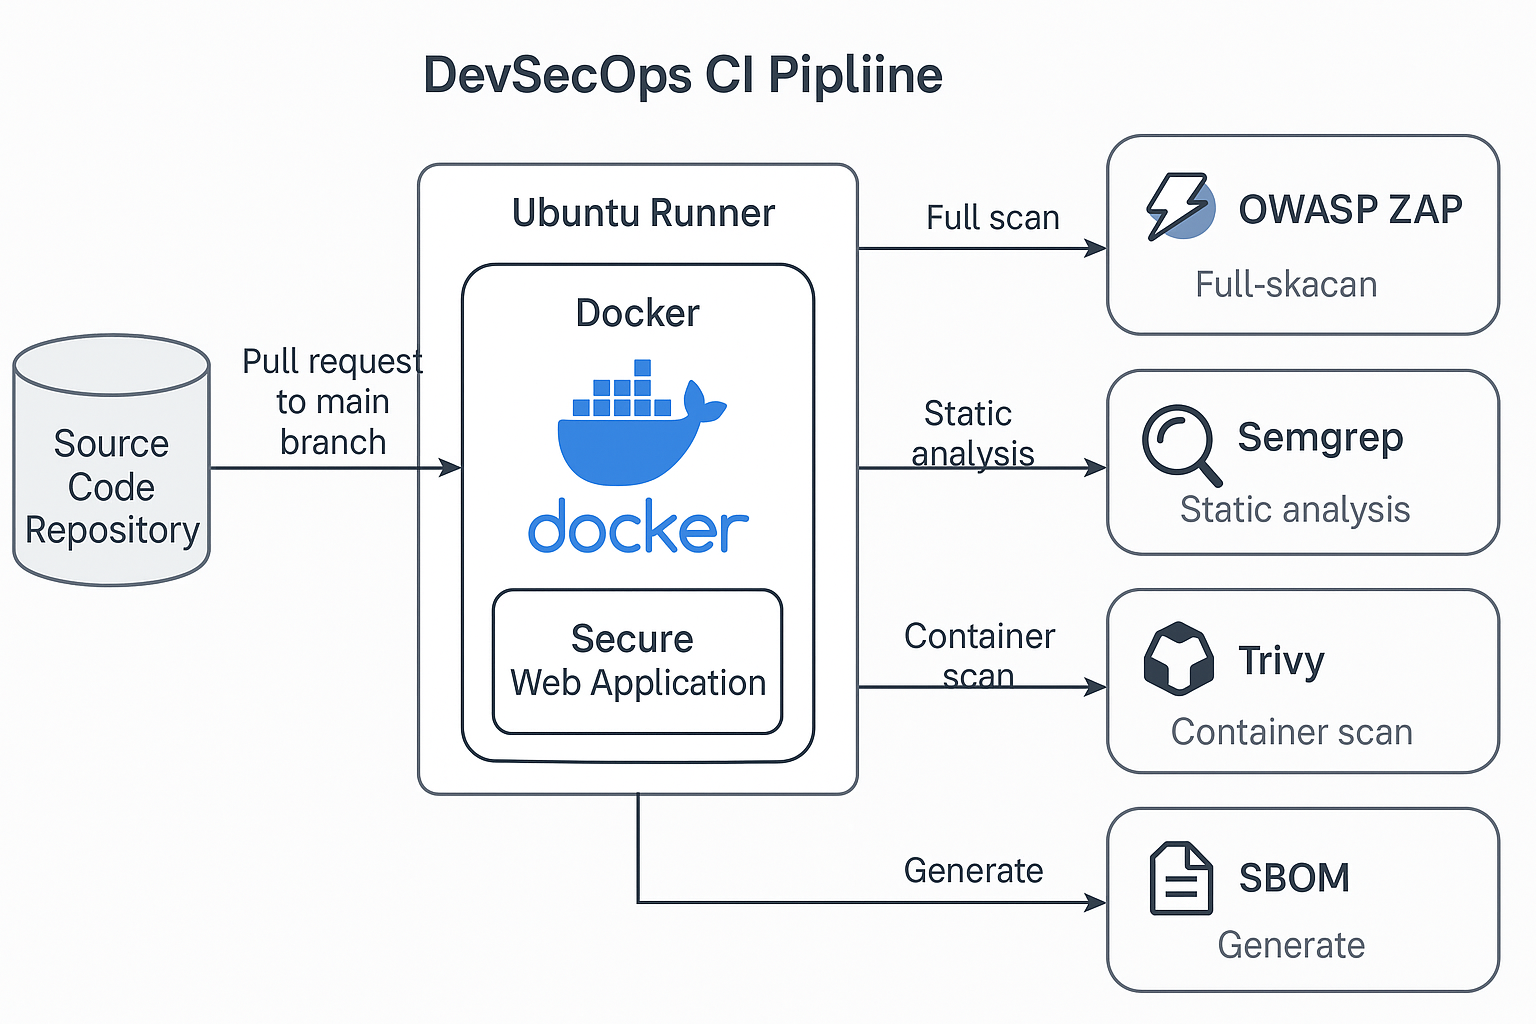 DevSecOps CI Pipliine
Source
Code
Repository
Pull request
to main
branch
Ubuntu Runner
Docker
docker
Secure
Web Application
Full scan
OWASP ZAP
Full-skacan
Static
analysis
Semgrep
Static analysis
Container
scan
Trivy
Container scan
Generate
SBOM
Generate